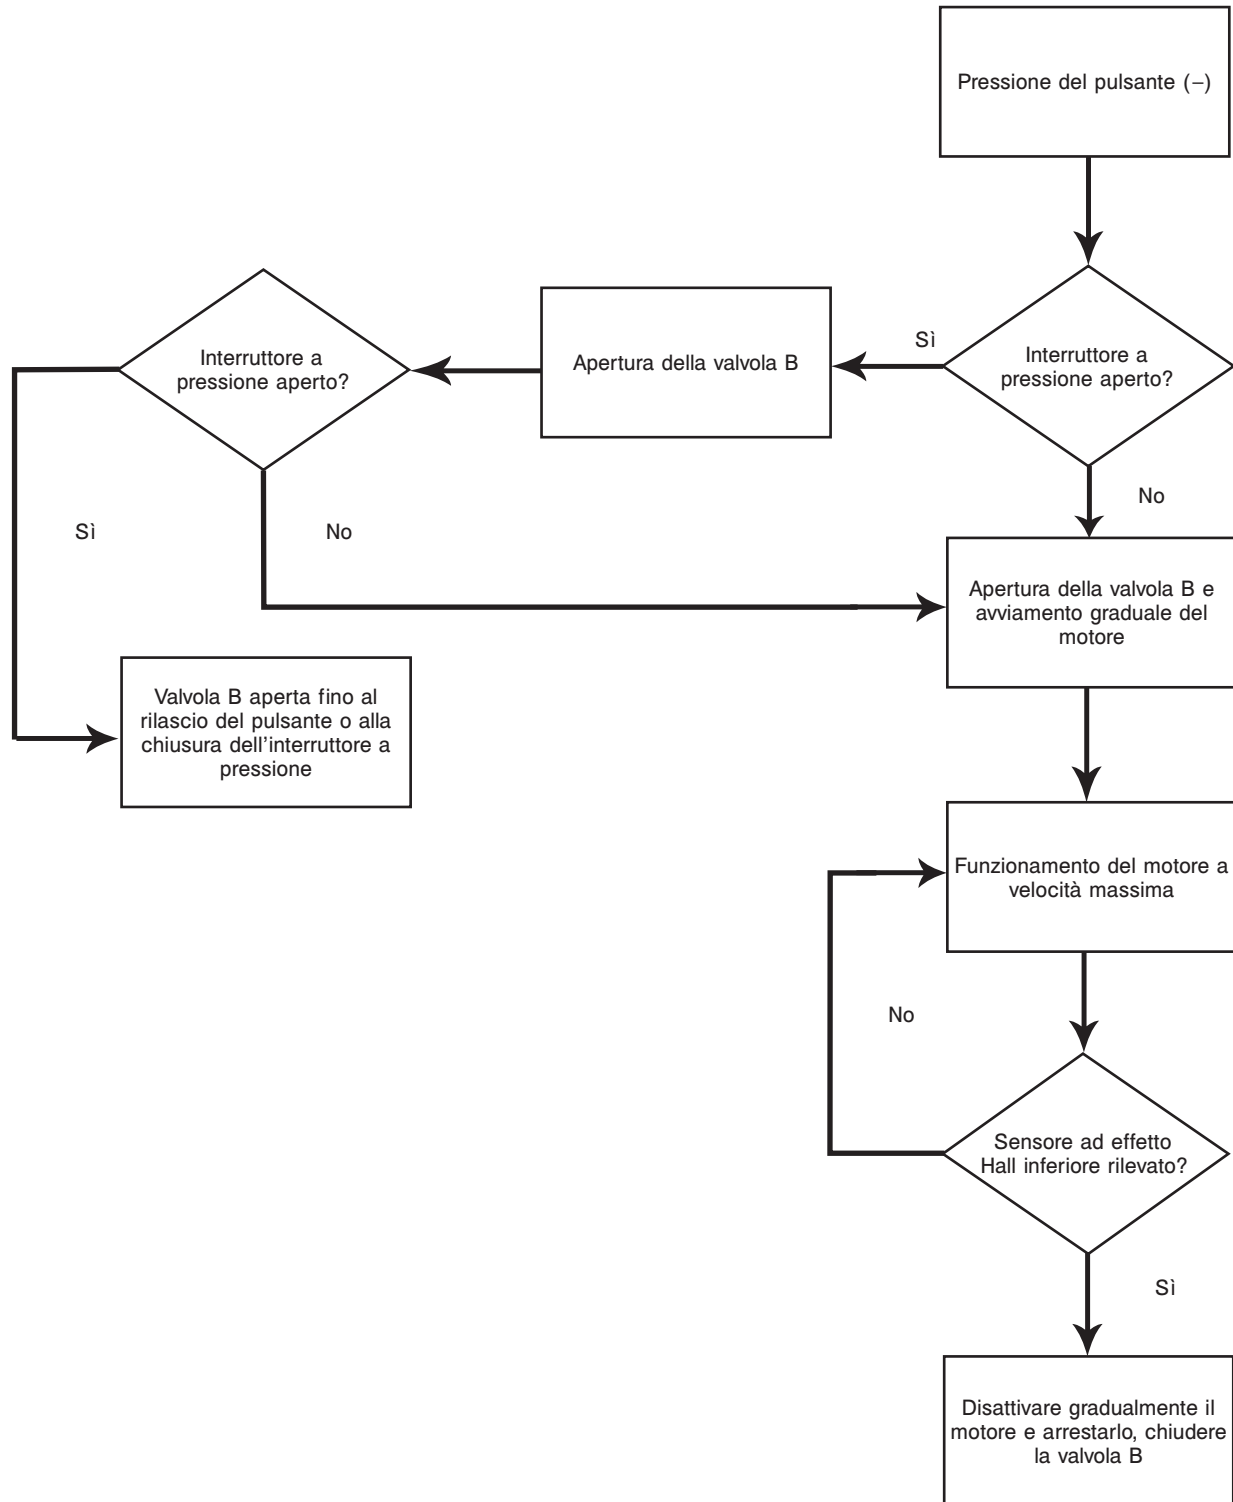 Pressione del pulsante (–)
Sì
Interruttore a
pressione aperto?
Apertura della valvola B
Interruttore a
pressione aperto?
No
Sì
No
Apertura della valvola B e
avviamento graduale del
motore
Valvola B aperta fino al
rilascio del pulsante o alla
chiusura dell'interruttore a
pressione
Funzionamento del motore a
velocità massima
No
Sensore ad effetto
Hall inferiore rilevato?
Sì
Disattivare gradualmente il
motore e arrestarlo, chiudere
la valvola B